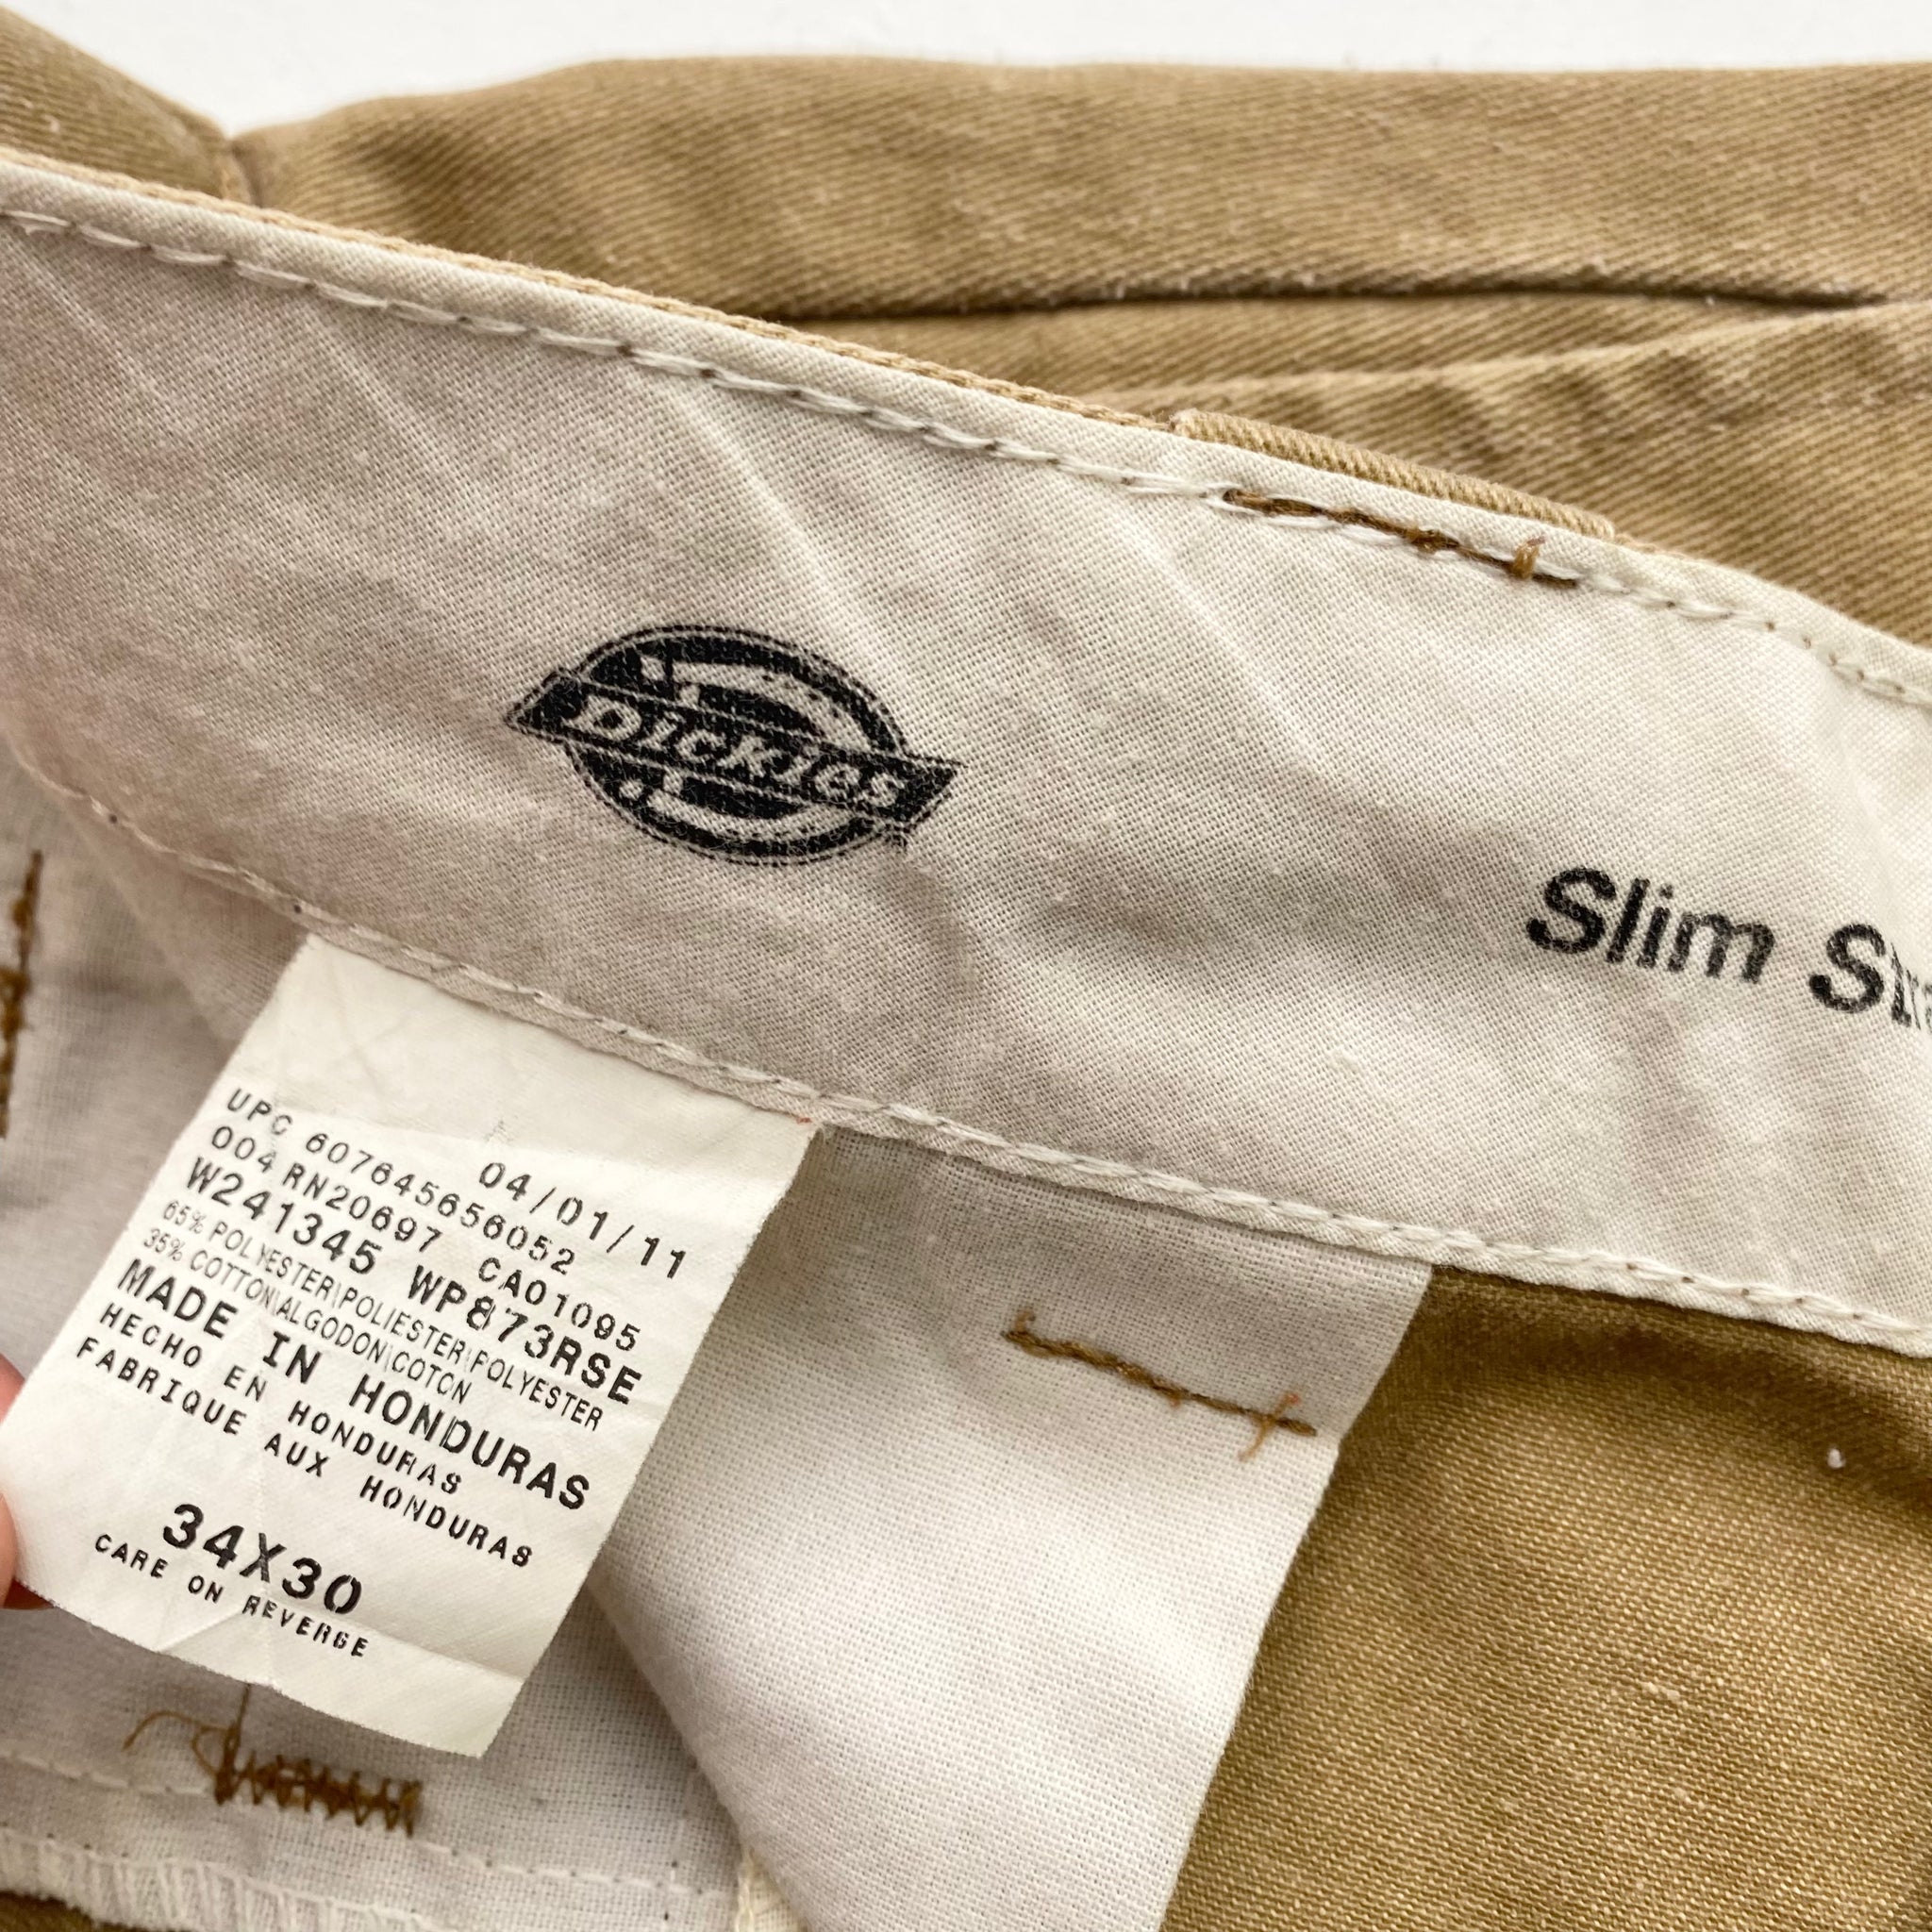 Dickies
Slim
04/01/11
UPC 607645656052
004 RN20697 CA01095
W241345 WP873RSE
65% POLYESTER\POLIESTER\POLYESTER
35% COTTON\ALGODON\COTON
MADE IN HONDURAS
HECHO EN HONDURAS
FABRIQUE AUX HONDURAS
34X30
CARE ON REVERSE